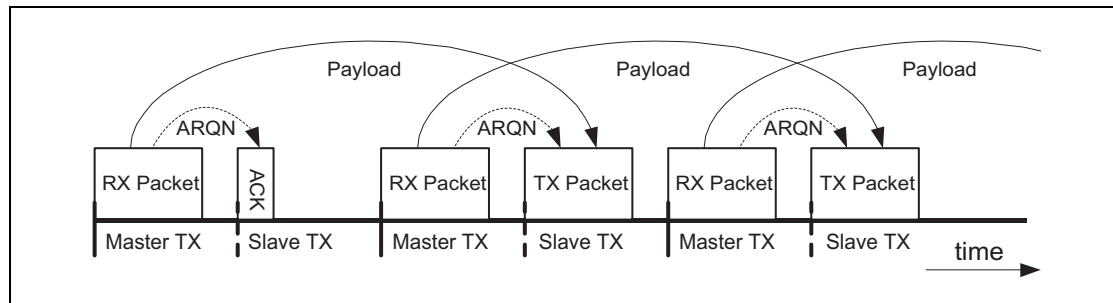 Payload
Payload
Payload
ARQN
ARQN
ARQN
RX Packet
ACK
RX Packet
TX Packet
RX Packet
TX Packet
Master TX
Slave TX
Master TX
Slave TX
Master TX
Slave TX
time